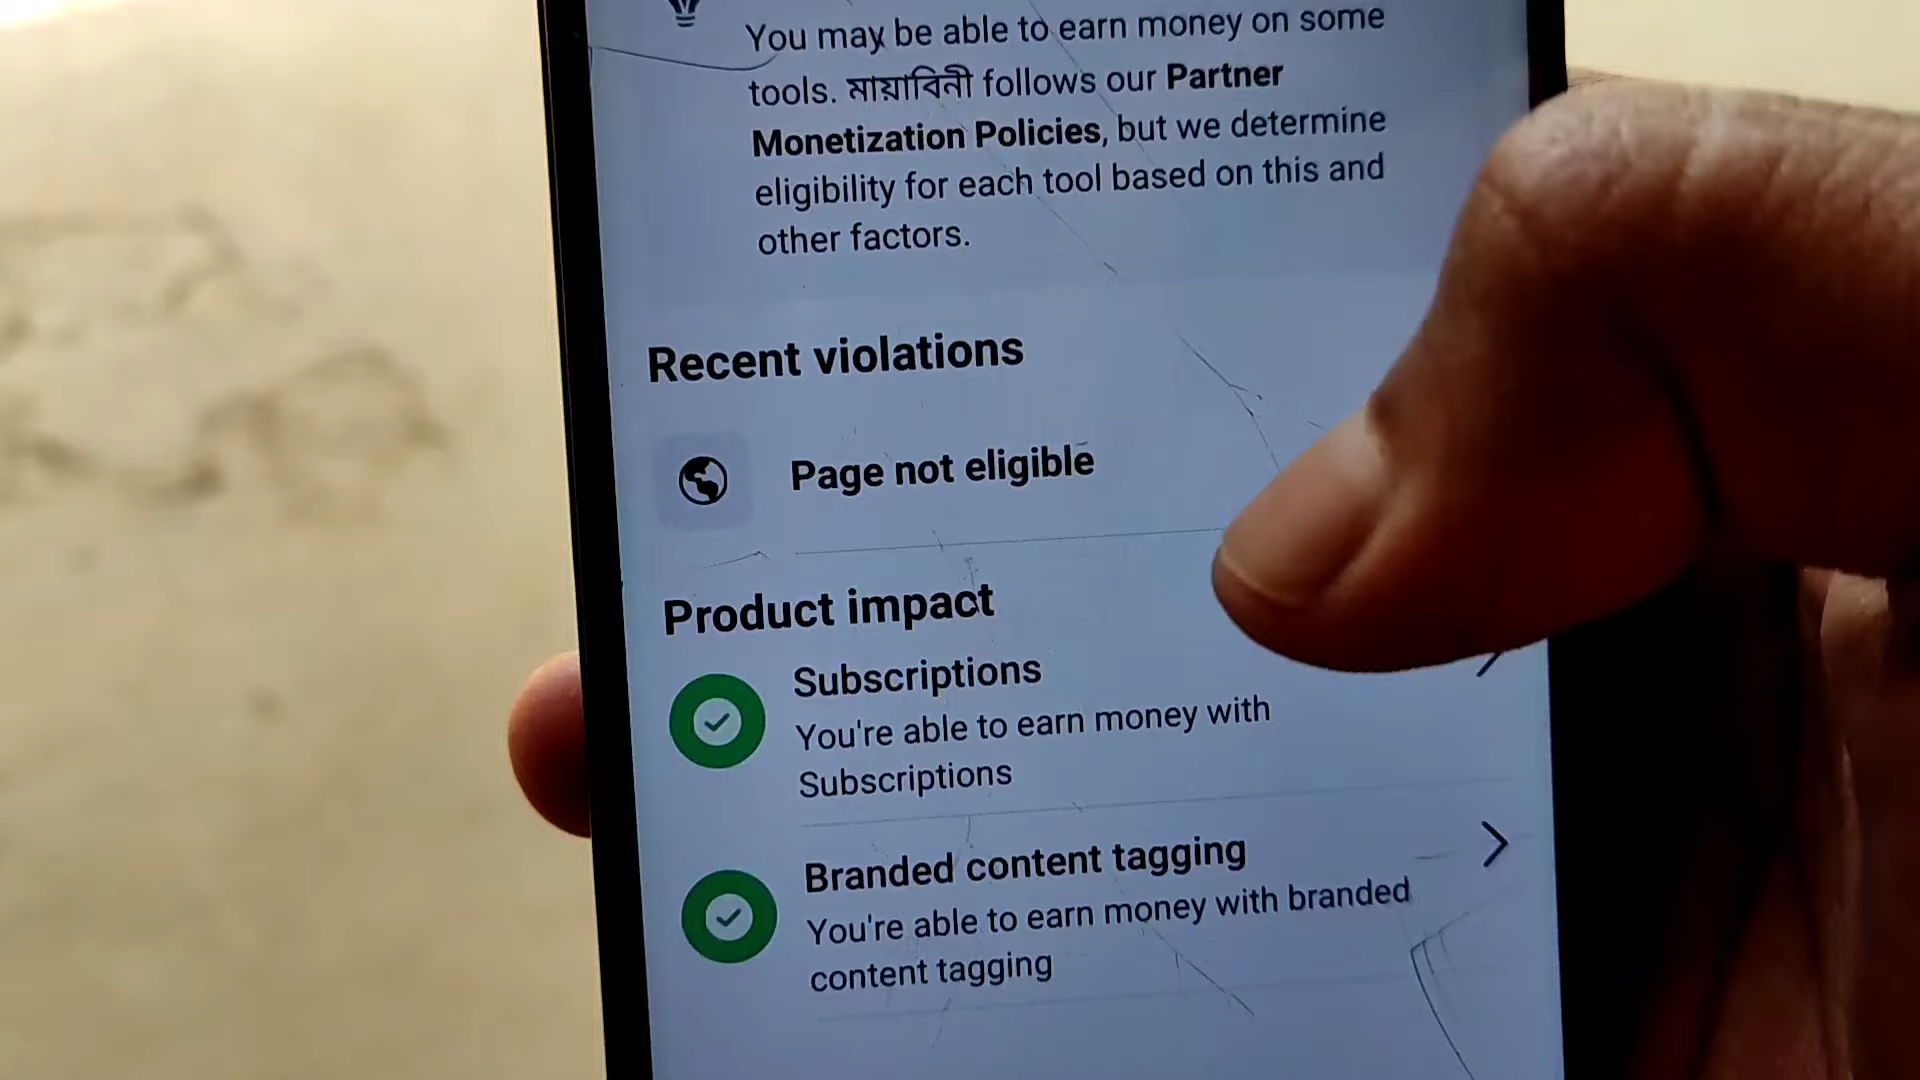 You may be able to earn money on some
tools. মায়াবিনী follows our Partner
Monetization Policies, but we determine
eligibility for each tool based on this and
other factors.
Recent violations
Page not eligible
Product impact
Subscriptions
You're able to earn money with
Subscriptions
Branded content tagging
You're able to earn money with branded
content tagging